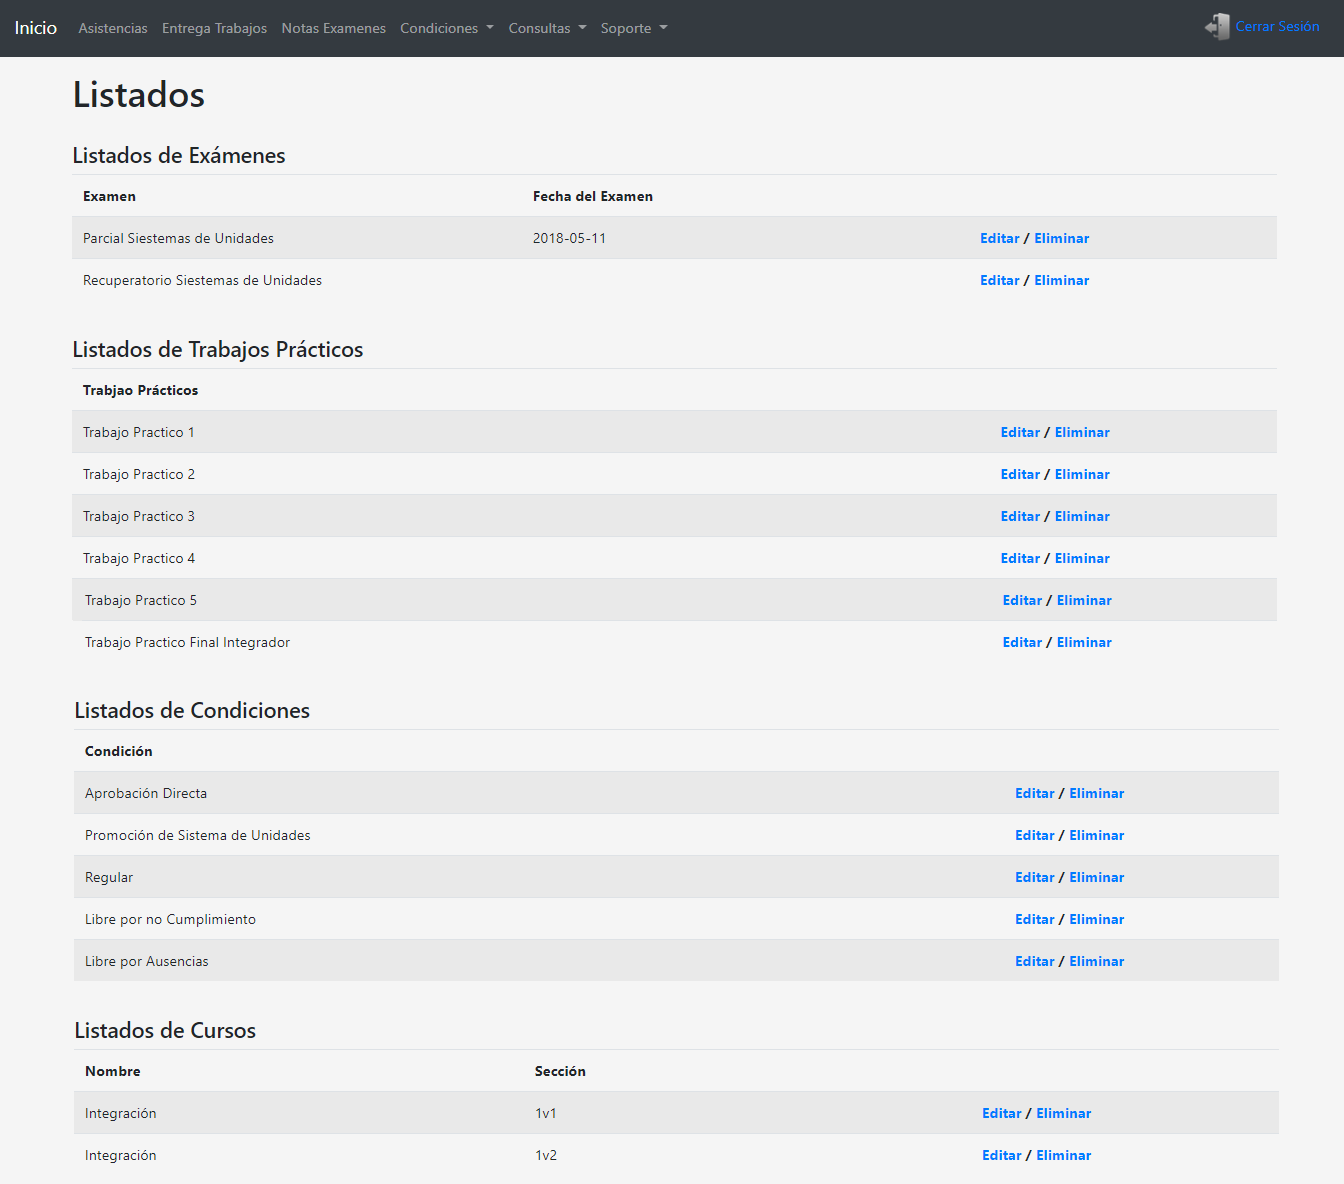 Inicio Asistencias Entrega Trabajos Notas Examenes Condiciones Consultas Soporte Cerrar Sesión
Listados
Listados de Exámenes
Examen Fecha del Examen
Parcial Siestemas de Unidades 2018-05-11 Editar / Eliminar
Recuperatorio Siestemas de Unidades Editar / Eliminar
Listados de Trabajos Prácticos
Trabjao Prácticos
Trabajo Practico 1 Editar / Eliminar
Trabajo Practico 2 Editar / Eliminar
Trabajo Practico 3 Editar / Eliminar
Trabajo Practico 4 Editar / Eliminar
Trabajo Practico 5 Editar / Eliminar
Trabajo Practico Final Integrador Editar / Eliminar
Listados de Condiciones
Condición
Aprobación Directa Editar / Eliminar
Promoción de Sistema de Unidades Editar / Eliminar
Regular Editar / Eliminar
Libre por no Cumplimiento Editar / Eliminar
Libre por Ausencias Editar / Eliminar
Listados de Cursos
Nombre Sección
Integración 1v1 Editar / Eliminar
Integración 1v2 Editar / Eliminar